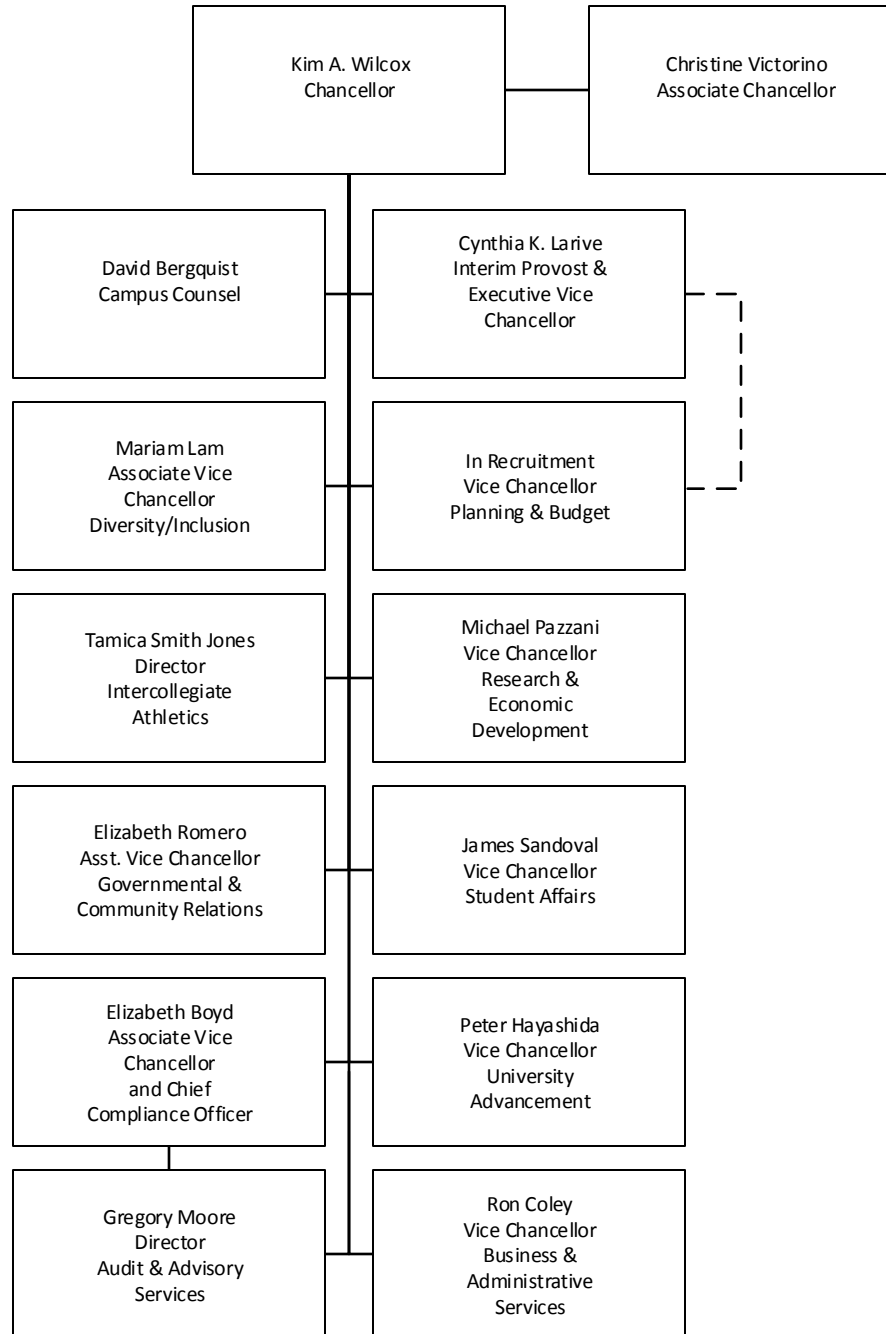 Kim A. Wilcox
Chancellor
Christine Victorino
Associate Chancellor
David Bergquist
Campus Counsel
Cynthia K. Larive
Interim Provost &
Executive Vice
Chancellor
Mariam Lam
Associate Vice
Chancellor
Diversity/Inclusion
In Recruitment
Vice Chancellor
Planning & Budget
Tamica Smith Jones
Director
Intercollegiate
Athletics
Michael Pazzani
Vice Chancellor
Research &
Economic
Development
Elizabeth Romero
Asst. Vice Chancellor
Governmental &
Community Relations
James Sandoval
Vice Chancellor
Student Affairs
Elizabeth Boyd
Associate Vice
Chancellor
and Chief
Compliance Officer
Peter Hayashida
Vice Chancellor
University
Advancement
Gregory Moore
Director
Audit & Advisory
Services
Ron Coley
Vice Chancellor
Business &
Administrative
Services